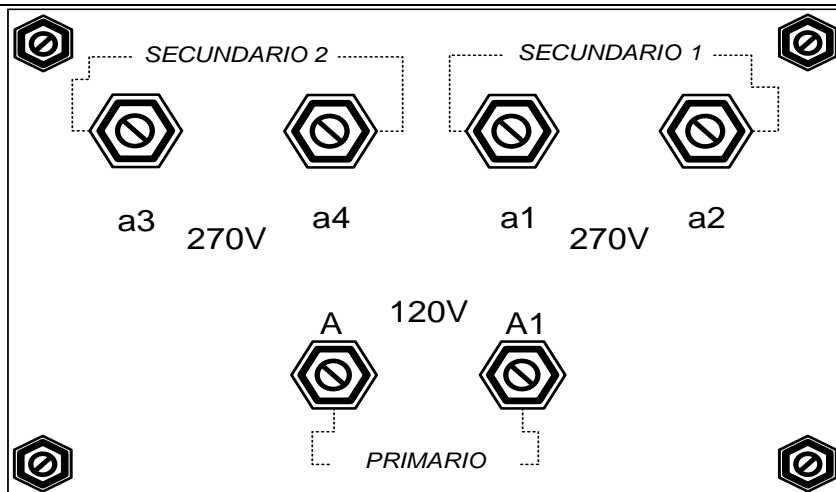 SECUNDARIO 2
SECUNDARIO 1
a3
270V
a4
a1
270V
a2
120V
A
A1
PRIMARIO